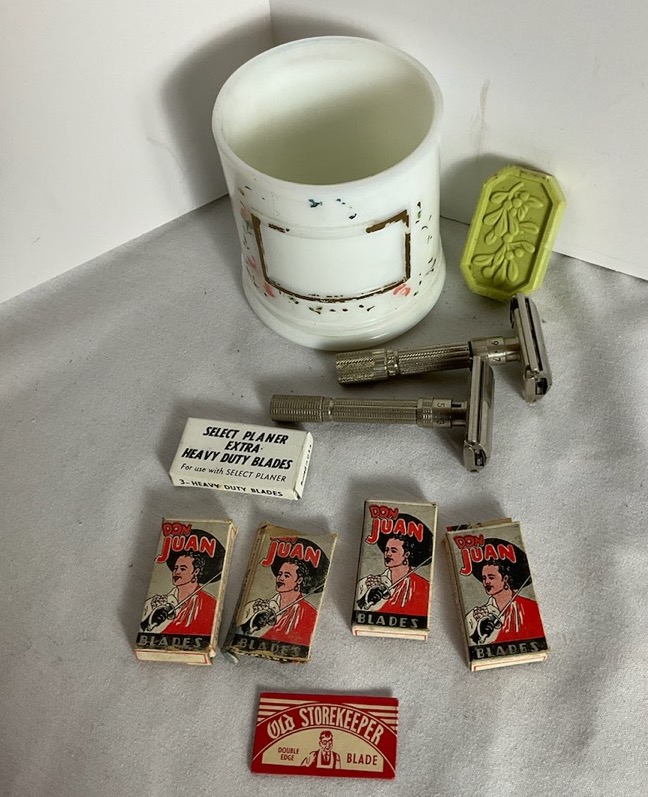 SELECT PLANER
EXTRA-
HEAVY DUTY BLADES
For use with SELECT PLANER
3-HEAVY DUTY BLADES
DON
JUAN
BLADES
DON
JUAN
BLADES
DON
JUAN
BLADES
DON
JUAN
BLADES
Old STOREKEEPER
DOUBLE
EDGE
BLADE